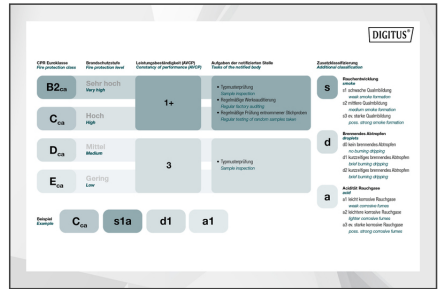 DIGITUS®
CPR Euroklasse
Fire protection class
Brandschutzstufe
Fire protection level
Leistungsbeständigkeit (AVCP)
Constancy of performance (AVCP)
Aufgaben der notifizierten Stelle
Tasks of the notified body
Zusatzklassifizierung
Additional classification
B2ca
Sehr hoch
Very high
Cca
Hoch
High
1+
• Typmusterprüfung
Sample inspection
• Regelmäßige Werksauditierung
Regular factory auditing
• Regelmäßige Prüfung entnommener Stichproben
Regular testing of random samples taken
Dca
Mittel
Medium
Eca
Gering
Low
3
• Typmusterprüfung
Sample inspection
s
Rauchentwicklung
smoke
s1 schwache Qualmbildung
weak smoke formation
s2 mittlere Qualmbildung
medium smoke formation
s3 ev. starke Qualmbildung
poss. strong smoke formation
d
Brennendes Abtropfen
droplets
d0 kein brennendes Abtropfen
no burning dripping
d1 kurzzeitiges brennendes Abtropfen
brief burning dripping
d2 kurzzeitiges brennendes Abtropfen
brief burning dripping
a
Acidität Rauchgase
acid
a1 leicht korrosive Rauchgase
weak corrosive fumes
a2 leichtere korrosive Rauchgase
lighter corrosive fumes
a3 ev. starke korrosive Rauchgase
poss. strong corrosive fumes
Beispiel
Example
Cca
s1a
d1
a1